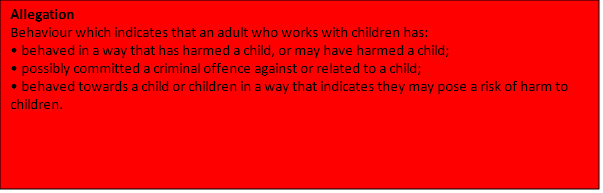 Allegation
Behaviour which indicates that an adult who works with children has:
• behaved in a way that has harmed a child, or may have harmed a child;
• possibly committed a criminal offence against or related to a child;
• behaved towards a child or children in a way that indicates they may pose a risk of harm to
children.